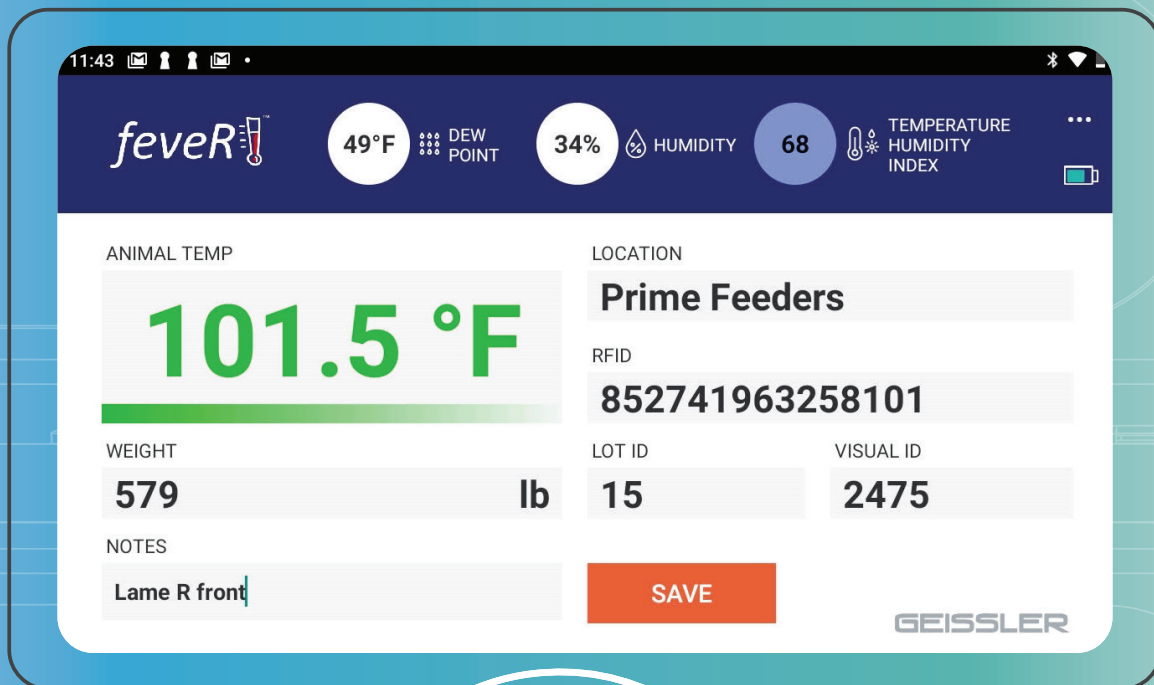 11:43
feveR™
49°F
DEW
POINT
34%
HUMIDITY
68
TEMPERATURE
HUMIDITY
INDEX
ANIMAL TEMP
101.5 °F
LOCATION
Prime Feeders
RFID
852741963258101
WEIGHT
579 lb
LOT ID
15
VISUAL ID
2475
NOTES
Lame R front
SAVE
GEISSLER